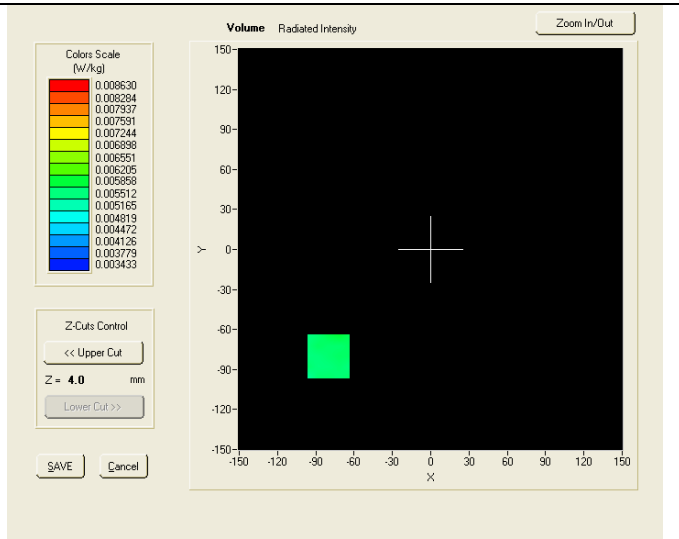 Volume Radiated Intensity
Zoom In/Out
Colors Scale
(W/kg)
0.008630
0.008284
0.007937
0.007591
0.007244
0.006898
0.006551
0.006205
0.005858
0.005512
0.005165
0.004819
0.004472
0.004126
0.003779
0.003433
Z-Cuts Control
<< Upper Cut
Z = 4.0 mm
Lower Cut >>
SAVE Cancel
150
120
90
60
30
0
-30
-60
-90
-120
-150
Y
-150 -120 -90 -60 -30 0 30 60 90 120 150
X